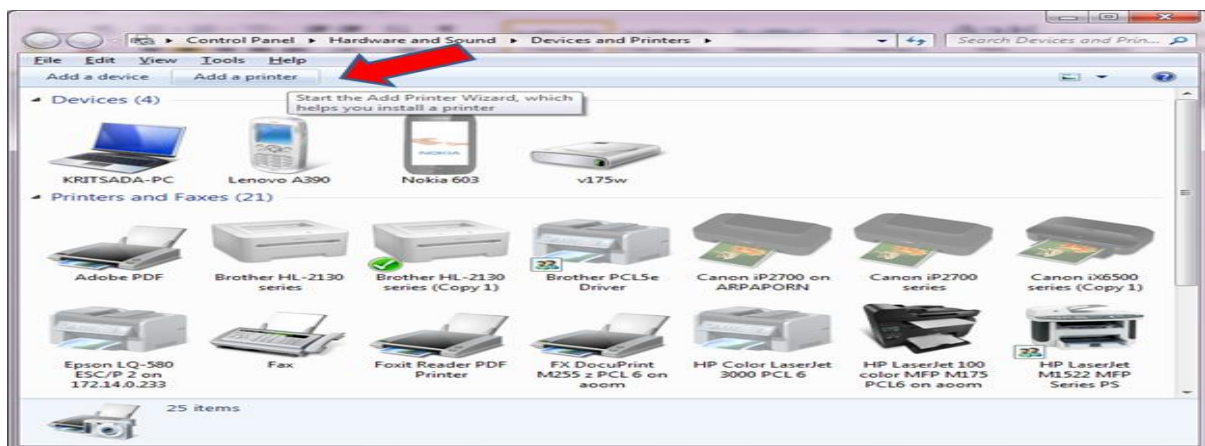 Control Panel ▸ Hardware and Sound ▸ Devices and Printers ▸
Search Devices and Prin...
File Edit View Tools Help
Add a device Add a printer
Start the Add Printer Wizard, which
helps you install a printer
Devices (4)
KRITSADA-PC Lenovo A390 Nokia 603 v175w
NOKIA
Printers and Faxes (21)
Adobe PDF
Brother HL-2130
series
Brother HL-2130
series (Copy 1)
Brother PCL5e
Driver
Canon iP2700 on
ARPAPORN
Canon iP2700
series
Canon iX6500
series (Copy 1)
Epson LQ-580
ESC/P 2 on
172.14.0.233
Fax
Foxit Reader PDF
Printer
FX DocuPrint
M255 z PCL 6 on
aoom
HP Color LaserJet
3000 PCL 6
HP LaserJet 100
color MFP M175
PCL6 on aoom
HP LaserJet
M1522 MFP
Series PS
25 items